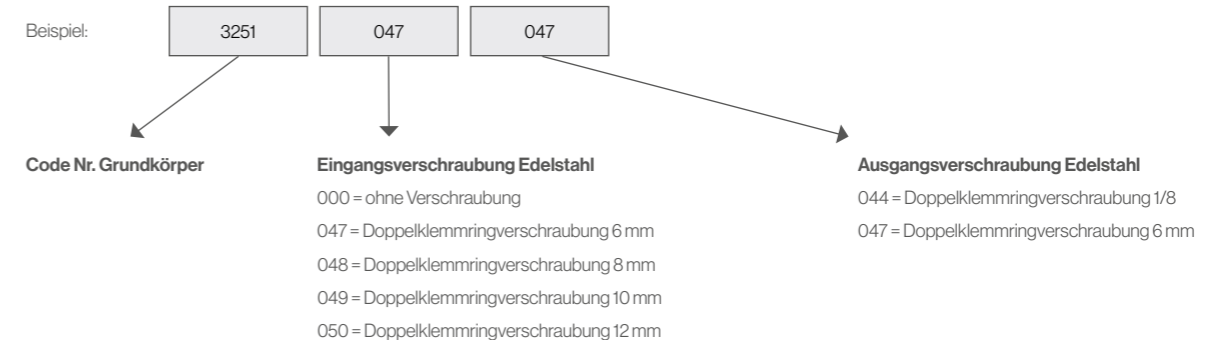 Beispiel: 3251 047 047
Code Nr. Grundkörper
Eingangsverschraubung Edelstahl
000 = ohne Verschraubung
047 = Doppelklemmringverschraubung 6 mm
048 = Doppelklemmringverschraubung 8 mm
049 = Doppelklemmringverschraubung 10 mm
050 = Doppelklemmringverschraubung 12 mm
Ausgangsverschraubung Edelstahl
044 = Doppelklemmringverschraubung 1/8
047 = Doppelklemmringverschraubung 6 mm